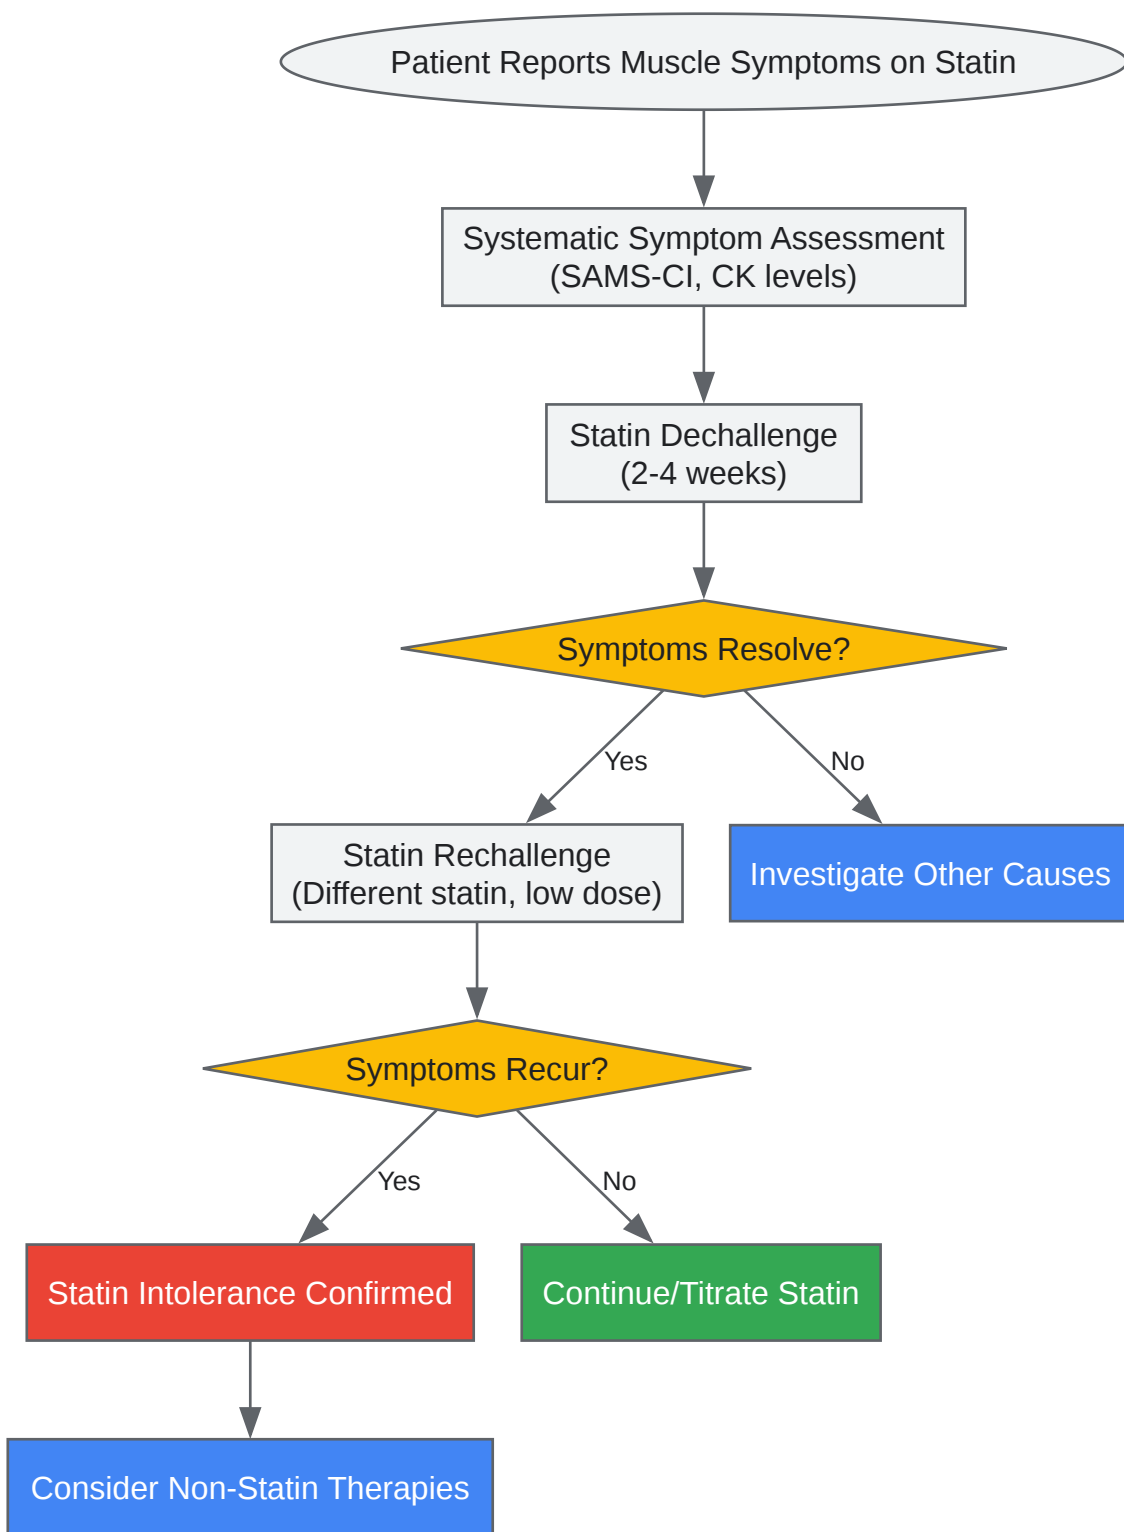 Patient Reports Muscle Symptoms on Statin
Systematic Symptom Assessment
(SAMS-CI, CK levels)
Statin Dechallenge
(2-4 weeks)
Symptoms Resolve?
Yes
No
Statin Rechallenge
(Different statin, low dose)
Investigate Other Causes
Symptoms Recur?
Yes
No
Statin Intolerance Confirmed
Continue/Titrate Statin
Consider Non-Statin Therapies